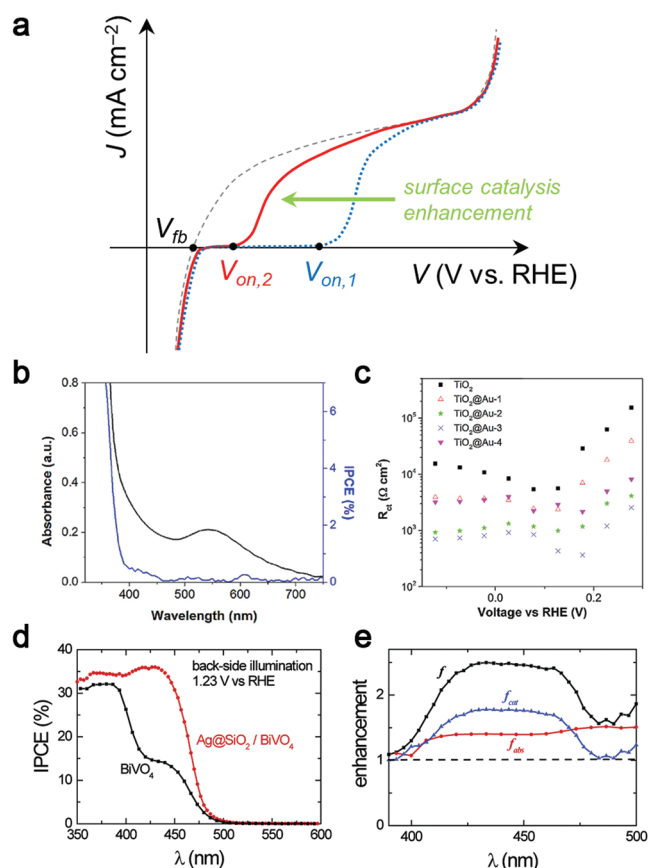 a
J (mA cm⁻²)
surface catalysis
enhancement
V_fb
V_on,2
V_on,1
V (V vs. RHE)
b
0.8
0.6
0.4
0.2
0.0
Absorbance (a.u.)
6
4
2
0
IPCE (%)
400
500
600
700
Wavelength (nm)
c
TiO₂
TiO₂@Au-1
TiO₂@Au-2
TiO₂@Au-3
TiO₂@Au-4
10⁵
10⁴
10³
10²
R_ct (Ω cm²)
0.0
0.2
Voltage vs RHE (V)
d
40
30
20
10
0
IPCE (%)
back-side illumination
1.23 V vs RHE
Ag@SiO₂ / BiVO₄
BiVO₄
350
400
450
500
550
600
λ (nm)
e
2
1
0
enhancement
f
f_cat
f_abs
400
450
500
λ (nm)